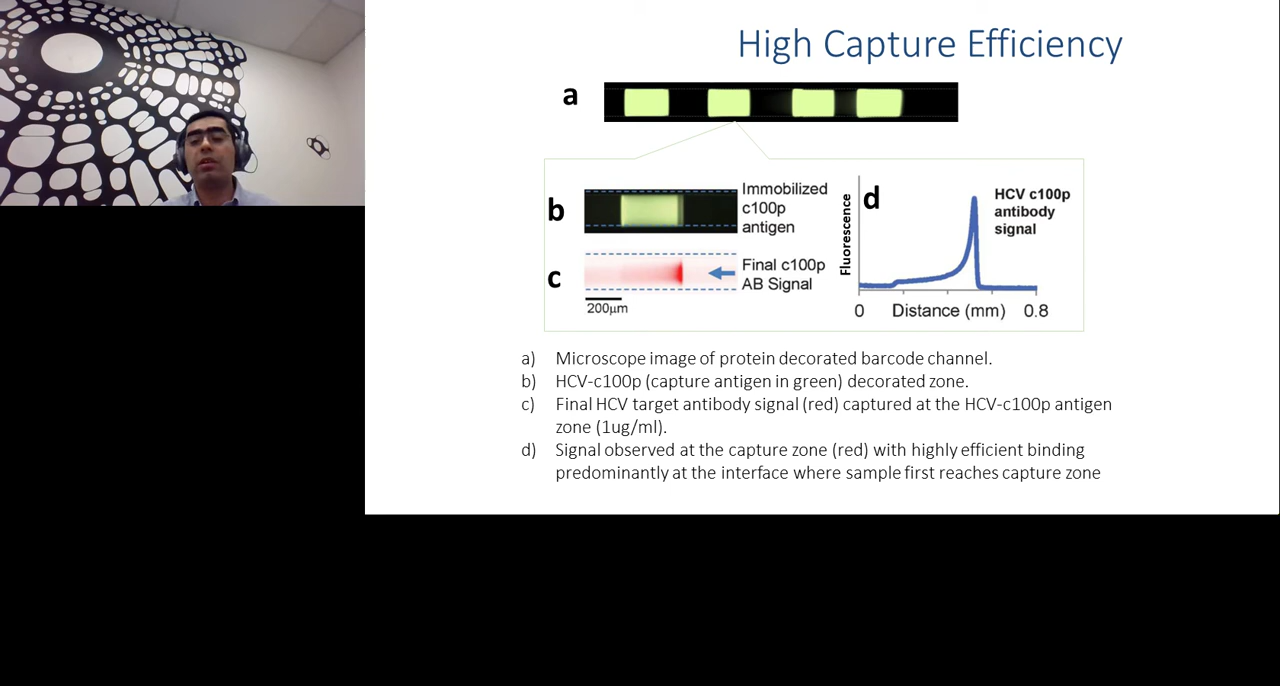 High Capture Efficiency
a
b
Immobilized
c100p
antigen
c
Final c100p
AB Signal
200µm
d
Fluorescence
HCV c100p
antibody
signal
0 Distance (mm) 0.8
a) Microscope image of protein decorated barcode channel.
b) HCV-c100p (capture antigen in green) decorated zone.
c) Final HCV target antibody signal (red) captured at the HCV-c100p antigen
zone (1ug/ml).
d) Signal observed at the capture zone (red) with highly efficient binding
predominantly at the interface where sample first reaches capture zone